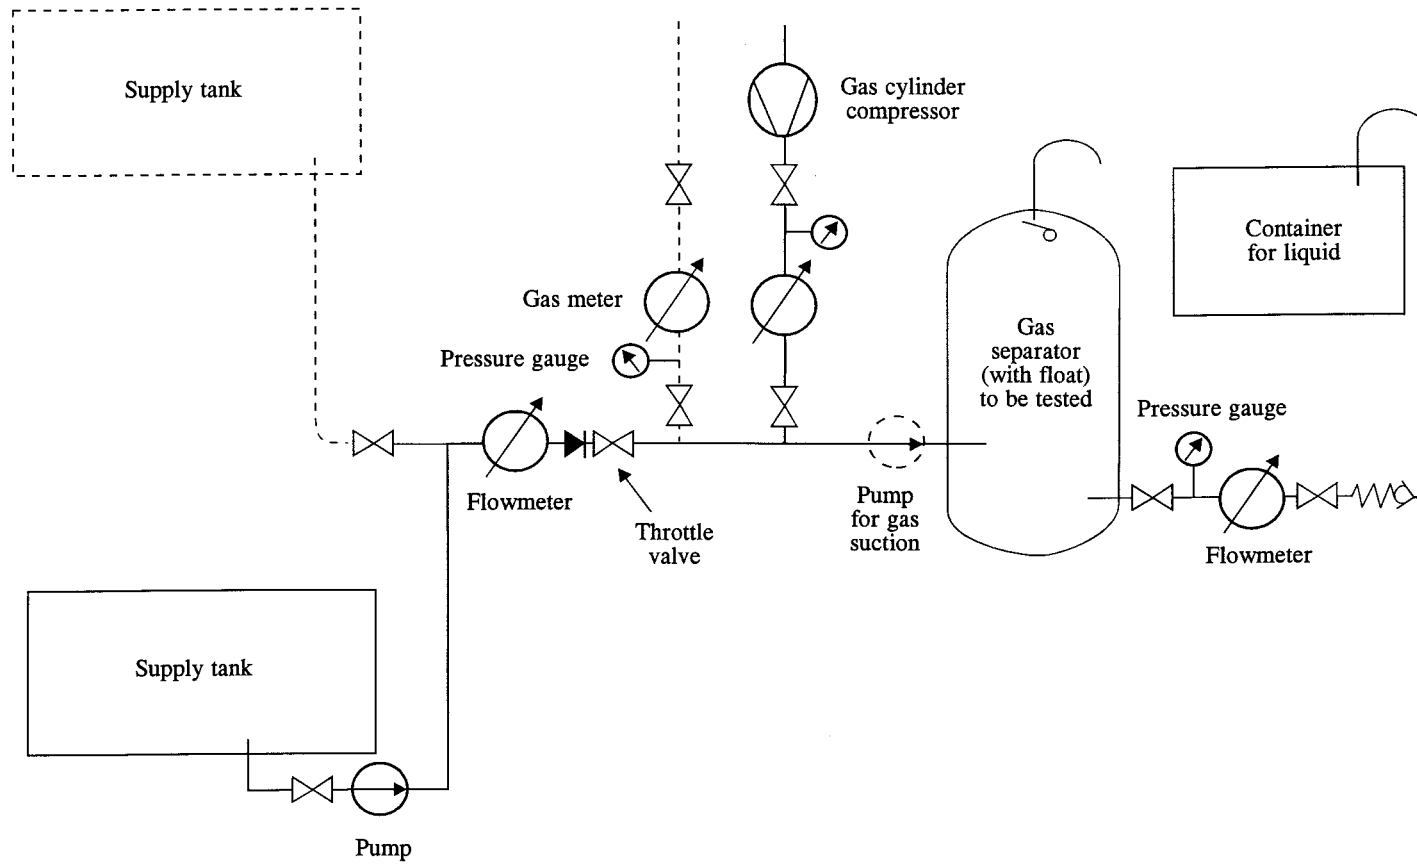 Supply tank
Gas cylinder
compressor
Container
for liquid
Gas meter
Pressure gauge
Gas
separator
(with float)
to be tested
Pressure gauge
Flowmeter
Throttle
valve
Pump
for gas
suction
Flowmeter
Supply tank
Pump